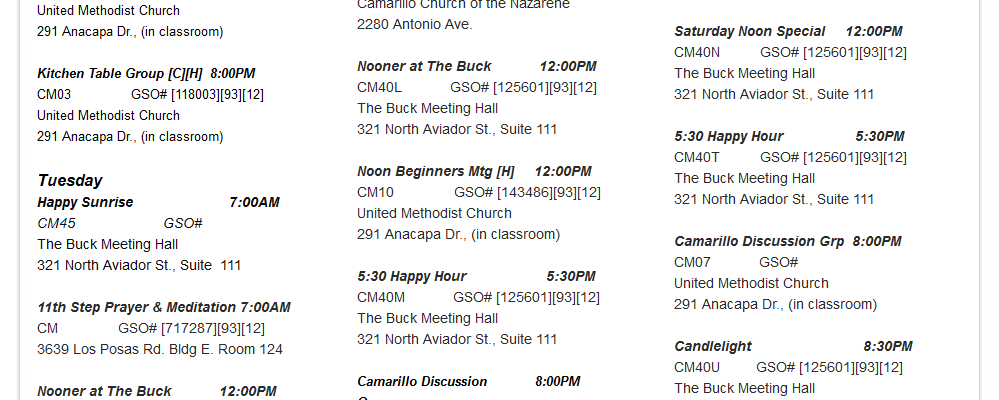 United Methodist Church
291 Anacapa Dr., (in classroom)
Kitchen Table Group [C][H] 8:00PM
CM03 GSO# [118003][93][12]
United Methodist Church
291 Anacapa Dr., (in classroom)
Tuesday
Happy Sunrise 7:00AM
CM45 GSO#
The Buck Meeting Hall
321 North Aviador St., Suite 111
11th Step Prayer & Meditation 7:00AM
CM GSO# [717287][93][12]
3639 Los Posas Rd. Bldg E. Room 124
Nooner at The Buck 12:00PM
Camarillo Church of the Nazarene
2280 Antonio Ave.
Nooner at The Buck 12:00PM
CM40L GSO# [125601][93][12]
The Buck Meeting Hall
321 North Aviador St., Suite 111
Noon Beginners Mtg [H] 12:00PM
CM10 GSO# [143486][93][12]
United Methodist Church
291 Anacapa Dr., (in classroom)
5:30 Happy Hour 5:30PM
CM40M GSO# [125601][93][12]
The Buck Meeting Hall
321 North Aviador St., Suite 111
Camarillo Discussion 8:00PM
Saturday Noon Special 12:00PM
CM40N GSO# [125601][93][12]
The Buck Meeting Hall
321 North Aviador St., Suite 111
5:30 Happy Hour 5:30PM
CM40T GSO# [125601][93][12]
The Buck Meeting Hall
321 North Aviador St., Suite 111
Camarillo Discussion Grp 8:00PM
CM07 GSO#
United Methodist Church
291 Anacapa Dr., (in classroom)
Candlelight 8:30PM
CM40U GSO# [125601][93][12]
The Buck Meeting Hall